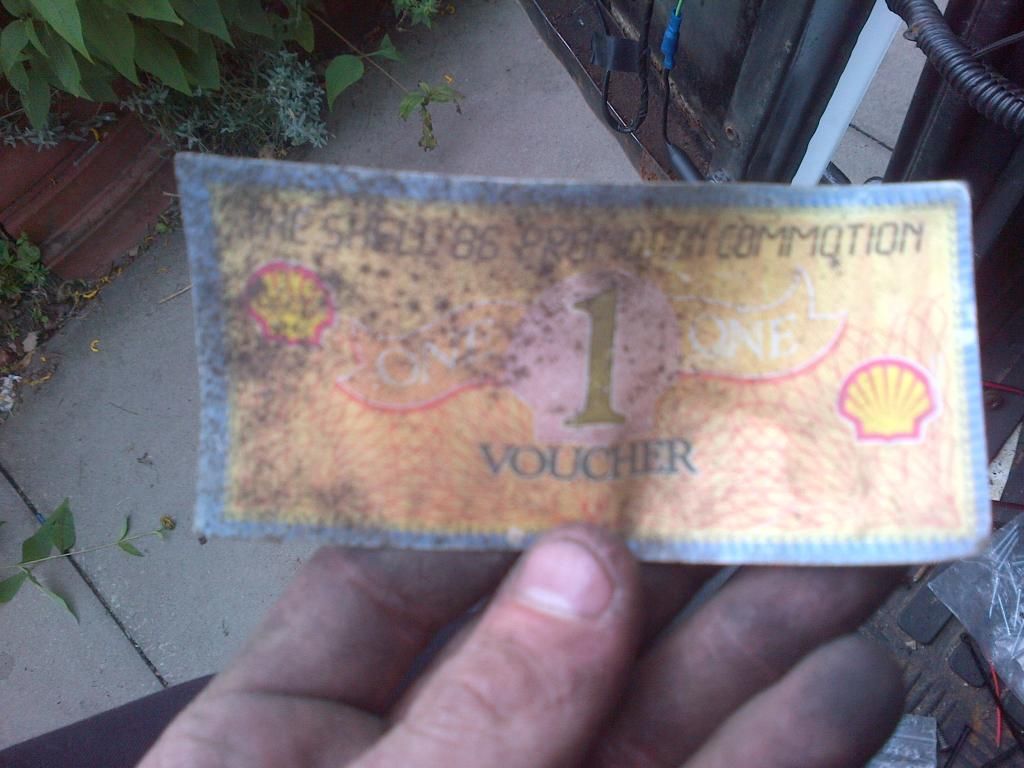 THE SHELL '86 PROMOTION COMMOTION
ONE 1 ONE
VOUCHER